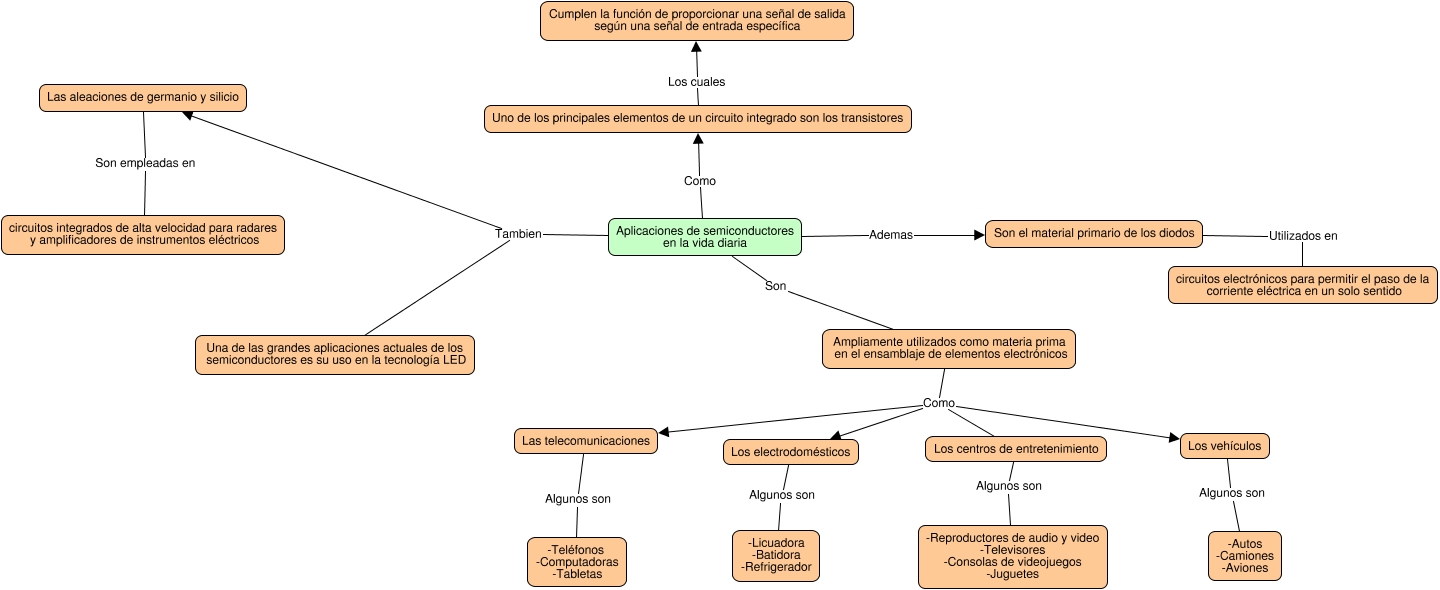 Cumplen la función de proporcionar una señal de salida
según una señal de entrada específica
Los cuales
Las aleaciones de germanio y silicio
Uno de los principales elementos de un circuito integrado son los transistores
Son empleadas en
Como
circuitos integrados de alta velocidad para radares
y amplificadores de instrumentos eléctricos
Tambien
Aplicaciones de semiconductores
en la vida diaria
Ademas
Son el material primario de los diodos
Utilizados en
circuitos electrónicos para permitir el paso de la
corriente eléctrica en un solo sentido
Son
Una de las grandes aplicaciones actuales de los
semiconductores es su uso en la tecnología LED
Ampliamente utilizados como materia prima
en el ensamblaje de elementos electrónicos
Como
Las telecomunicaciones
Los electrodomésticos
Los centros de entretenimiento
Los vehículos
Algunos son
Algunos son
Algunos son
Algunos son
-Teléfonos
-Computadoras
-Tabletas
-Licuadora
-Batidora
-Refrigerador
-Reproductores de audio y video
-Televisores
-Consolas de videojuegos
-Juguetes
-Autos
-Camiones
-Aviones